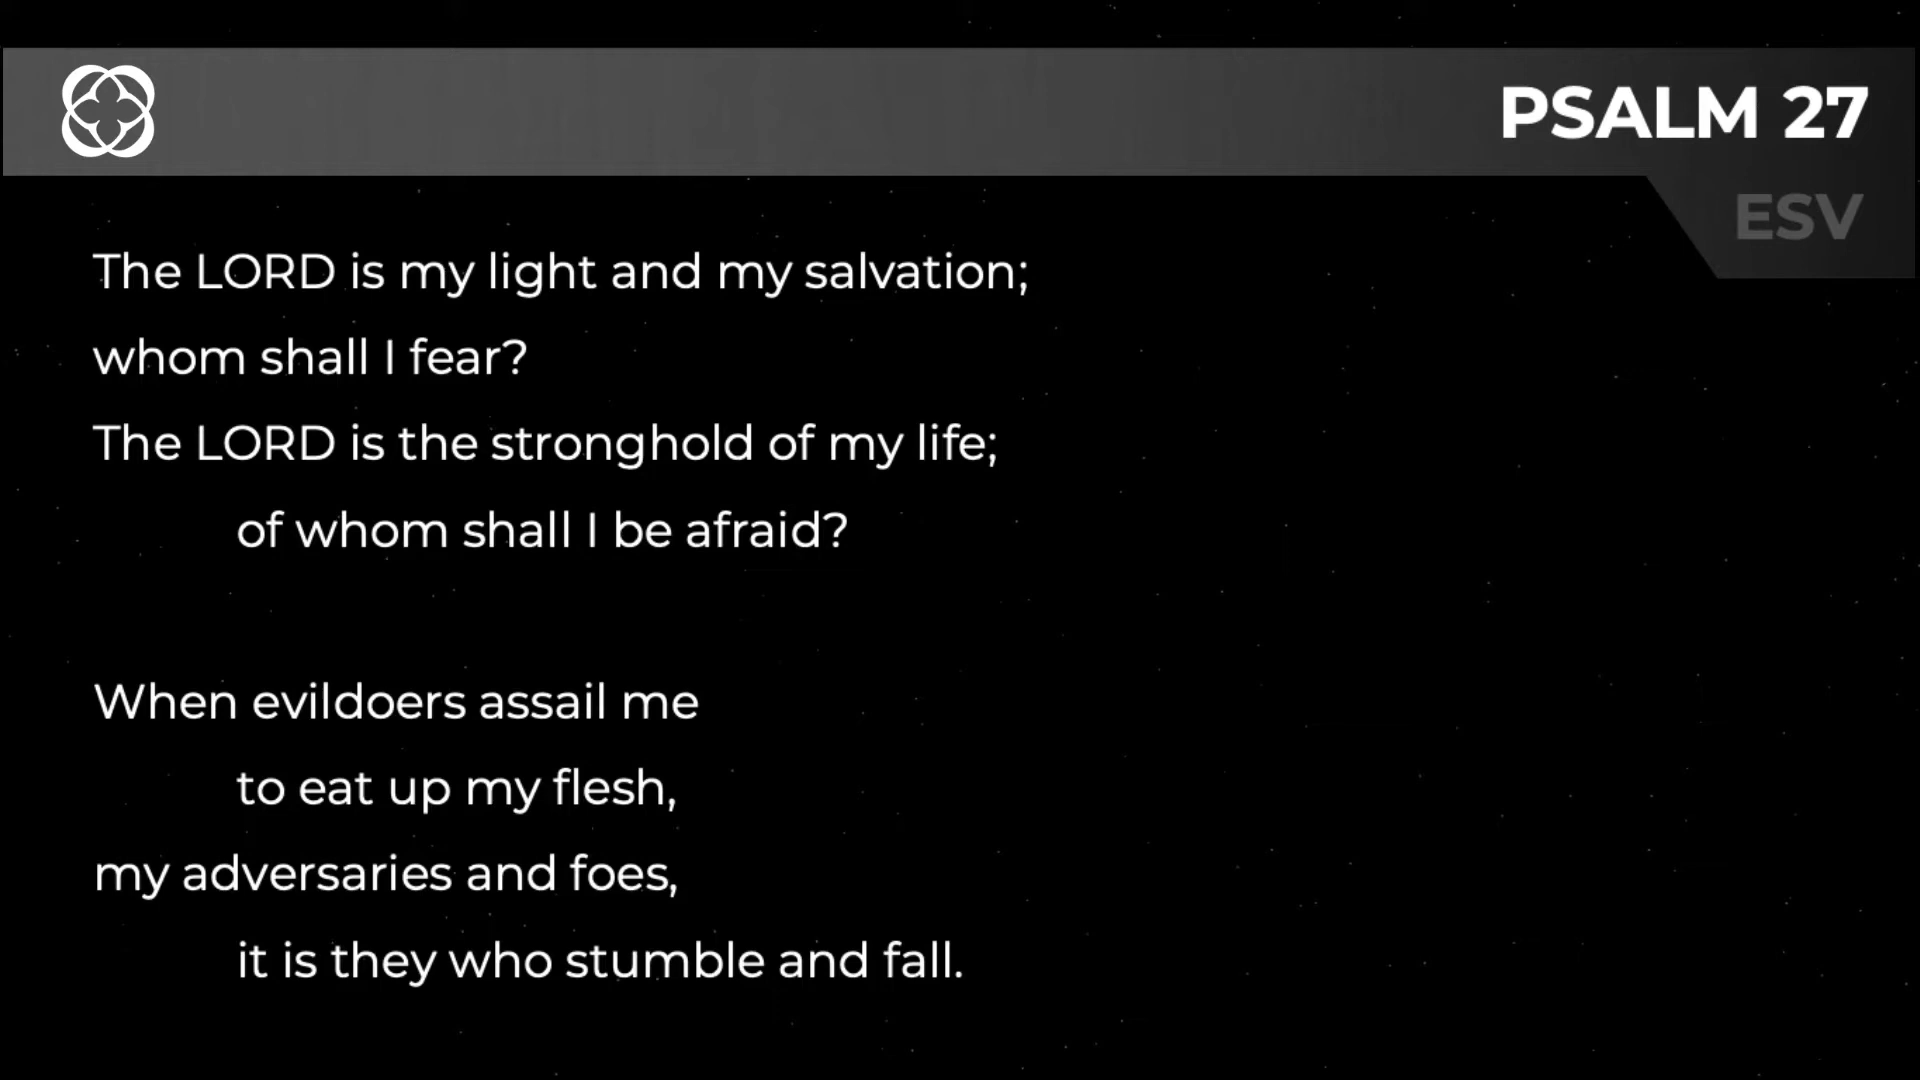 PSALM 27
ESV
The LORD is my light and my salvation;
whom shall I fear?
The LORD is the stronghold of my life;
of whom shall I be afraid?
When evildoers assail me
to eat up my flesh,
my adversaries and foes,
it is they who stumble and fall.